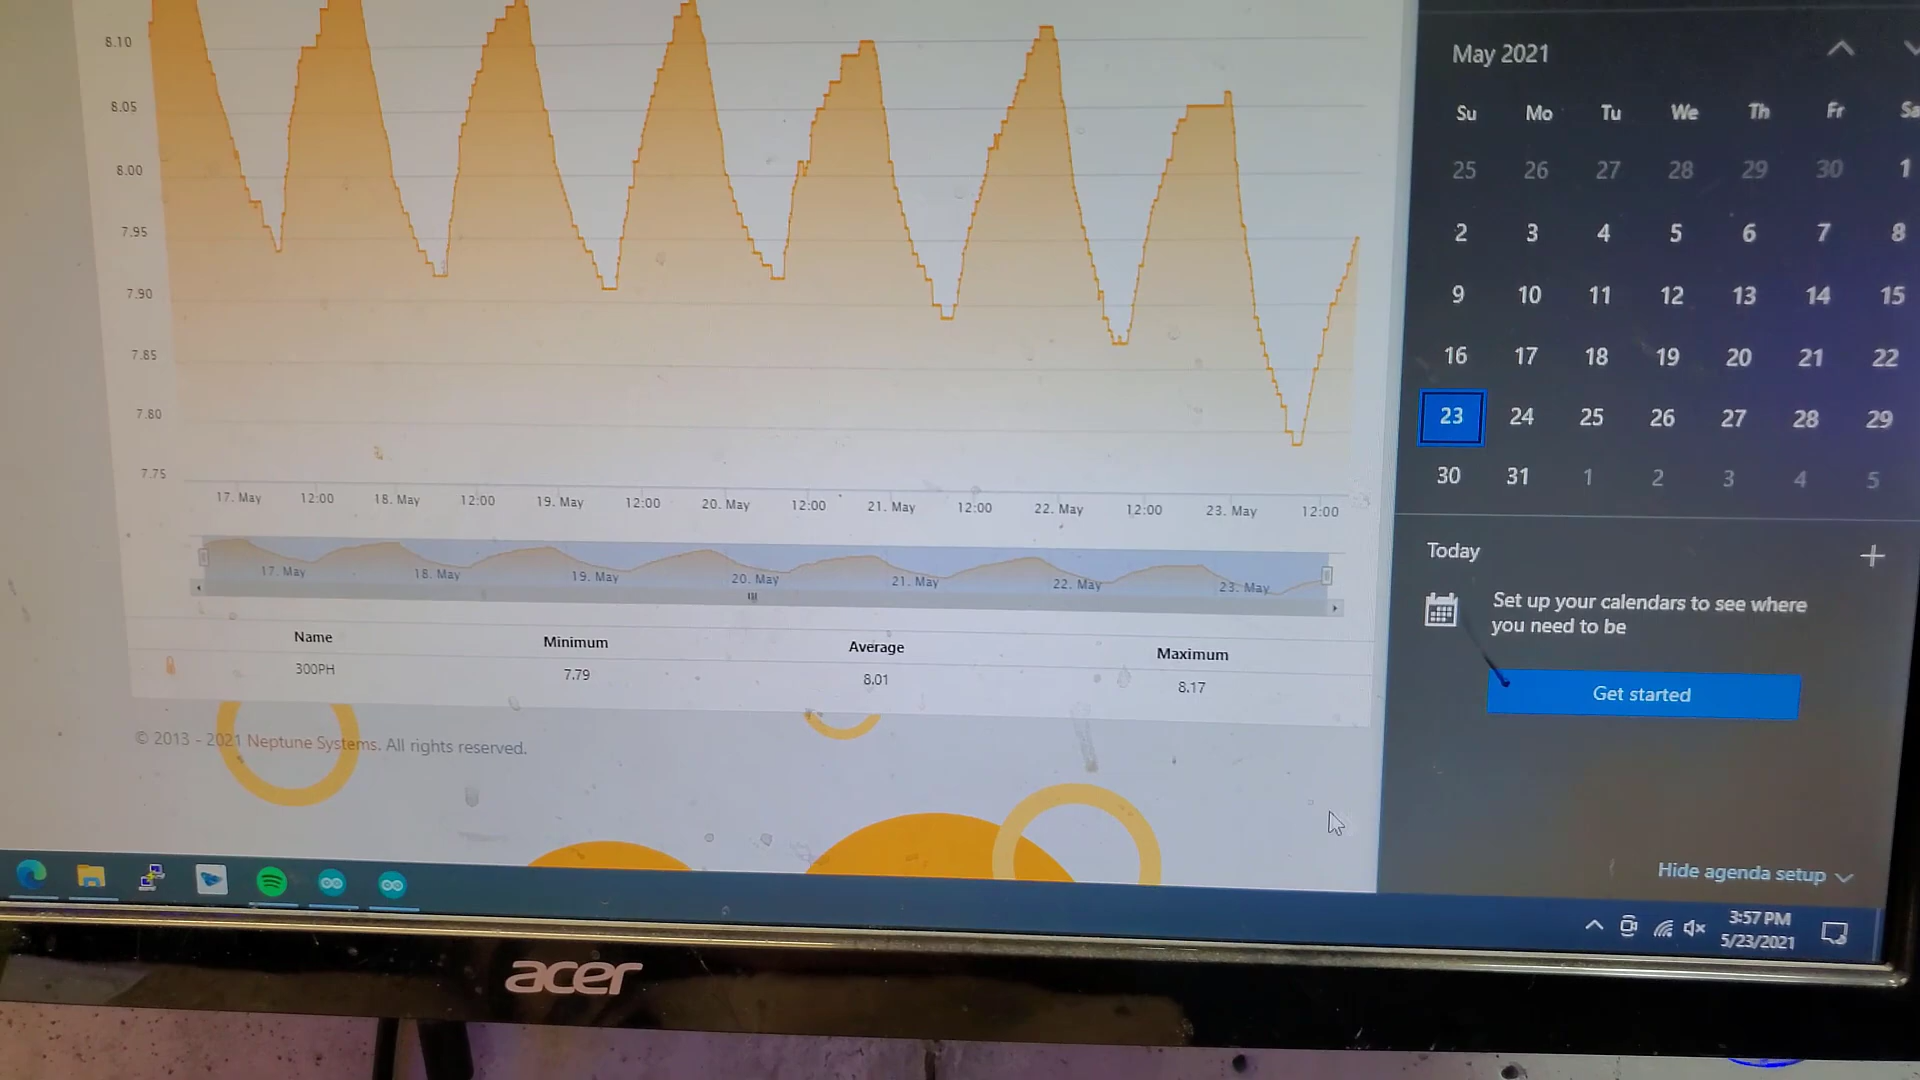 8.10
8.05
8.00
7.95
7.90
7.85
7.80
7.75
17. May 12:00 18. May 12:00 19. May 12:00 20. May 12:00 21. May 12:00 22. May 12:00 23. May 12:00
17. May 18. May 19. May 20. May 21. May 22. May 23. May
Name Minimum Average Maximum
300PH 7.79 8.01 8.17
© 2013 - 2021 Neptune Systems. All rights reserved.
May 2021
Su Mo Tu We Th Fr Sa
25 26 27 28 29 30 1
2 3 4 5 6 7 8
9 10 11 12 13 14 15
16 17 18 19 20 21 22
23 24 25 26 27 28 29
30 31 1 2 3 4 5
Today
Set up your calendars to see where
you need to be
Get started
Hide agenda setup
3:57 PM
5/23/2021
acer